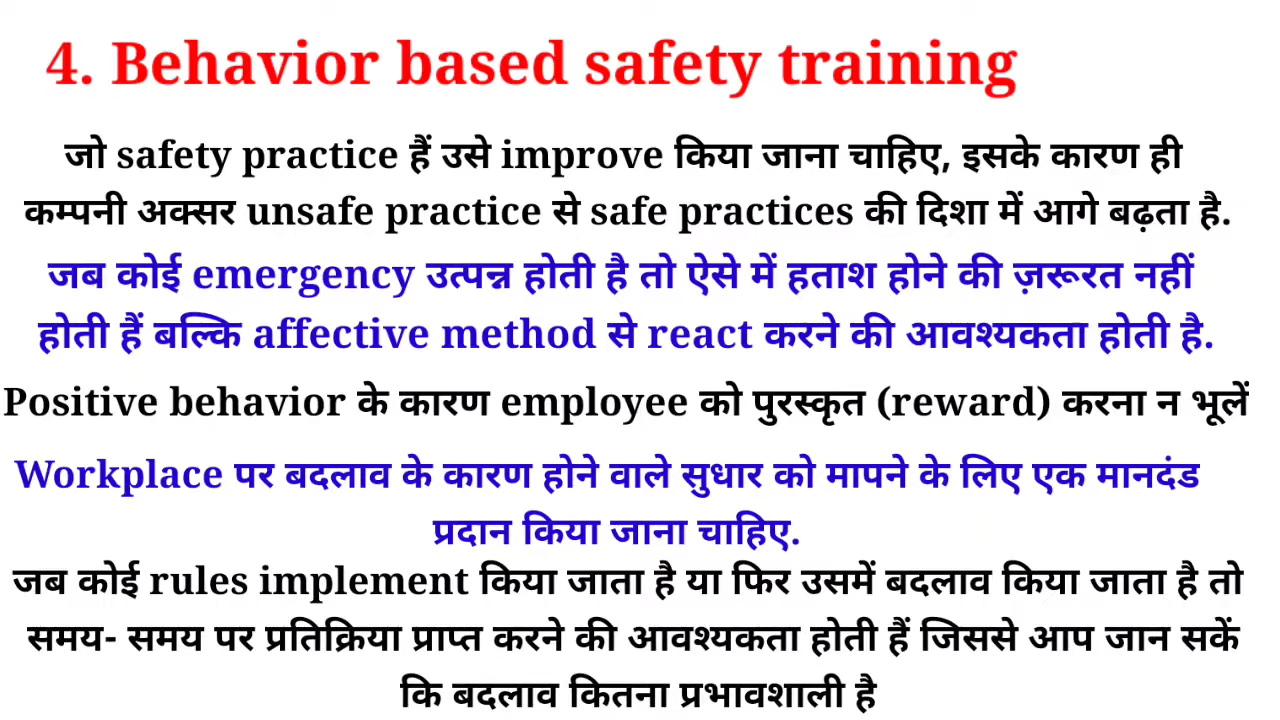 4. Behavior based safety training
जो safety practice हैं उसे improve किया जाना चाहिए, इसके कारण ही
कम्पनी अक्सर unsafe practice से safe practices की दिशा में आगे बढ़ता है.
जब कोई emergency उत्पन्न होती है तो ऐसे में हताश होने की ज़रूरत नहीं
होती हैं बल्कि affective method से react करने की आवश्यकता होती है.
Positive behavior के कारण employee को पुरस्कृत (reward) करना न भूलें
Workplace पर बदलाव के कारण होने वाले सुधार को मापने के लिए एक मानदंड
प्रदान किया जाना चाहिए.
जब कोई rules implement किया जाता है या फिर उसमें बदलाव किया जाता है तो
समय- समय पर प्रतिक्रिया प्राप्त करने की आवश्यकता होती हैं जिससे आप जान सकें
कि बदलाव कितना प्रभावशाली है